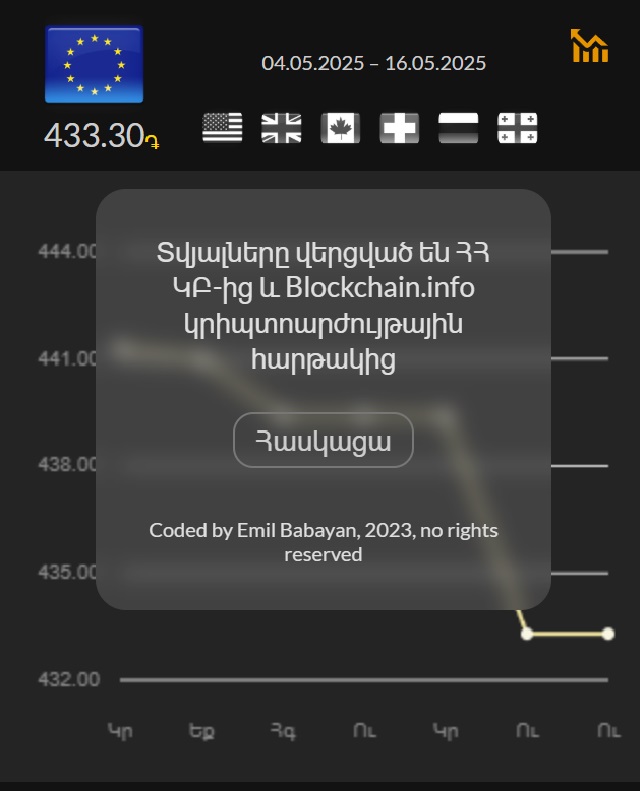 04.05.2025 – 16.05.2025
433.30֏
444.00
Տվյալները վերցված են ՀՀ
ԿԲ-ից և Blockchain.info
կրիպտոարժույթային
հարթակից
441.00
Հասկացա
438.00
Coded by Emil Babayan, 2023, no rights
reserved
435.00
432.00
Կր Եք Հգ Ու Կր Ու Ու